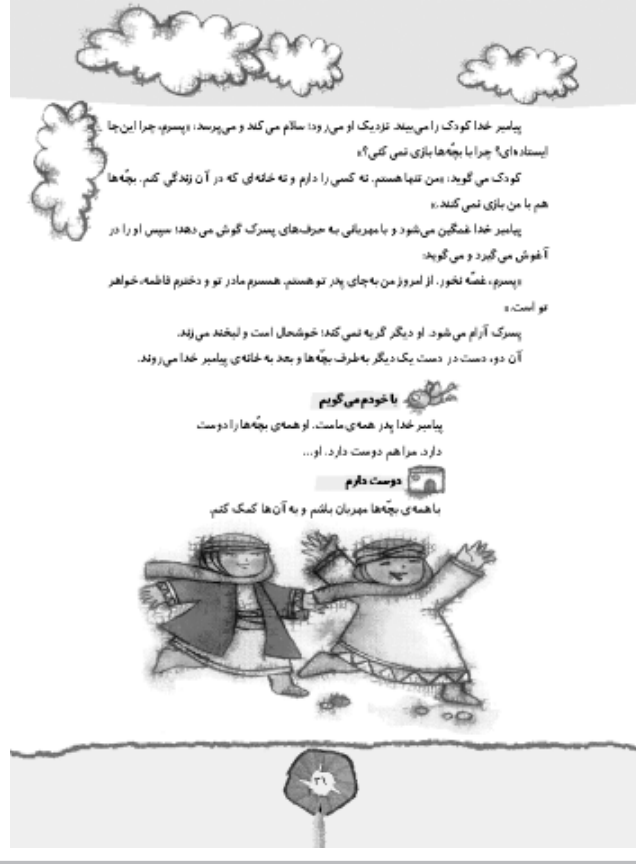 پیامبر خدا کودک را می‌بیند. نزدیک او می‌رود؛ سلام می کند و می‌پرسد: «پسرم، چرا این‌جا
ایستاده‌ای؟ چرا با بچّه‌ها بازی نمی کنی؟»
کودک می گوید: «من تنها هستم. نه کسی را دارم و نه خانه‌ای که در آن زندگی کنم. بچّه‌ها
هم با من بازی نمی کنند.»
پیامبر خدا غمگین می‌شود و با مهربانی به حرف‌های پسرک گوش می دهد؛ سپس او را در
آغوش می گیرد و می گوید:
«پسرم، غصّه نخور. از امروز من به‌جای پدر تو هستم. همسرم مادر تو و دخترم فاطمه، خواهر
تو است.»
پسرک آرام می‌شود. او دیگر گریه نمی کند؛ خوشحال است و لبخند می زند.
آن دو، دست در دست یک دیگر به‌طرف بچّه‌ها و بعد به خانه‌ی پیامبر خدا می‌روند.
با خودم می گویم
پیامبر خدا پدر همه‌ی ماست. او همه‌ی بچّه‌ها را دوست
دارد. مرا هم دوست دارد. او...
دوست دارم
با همه‌ی بچّه‌ها مهربان باشم و به آن‌ها کمک کنم.
۳۱